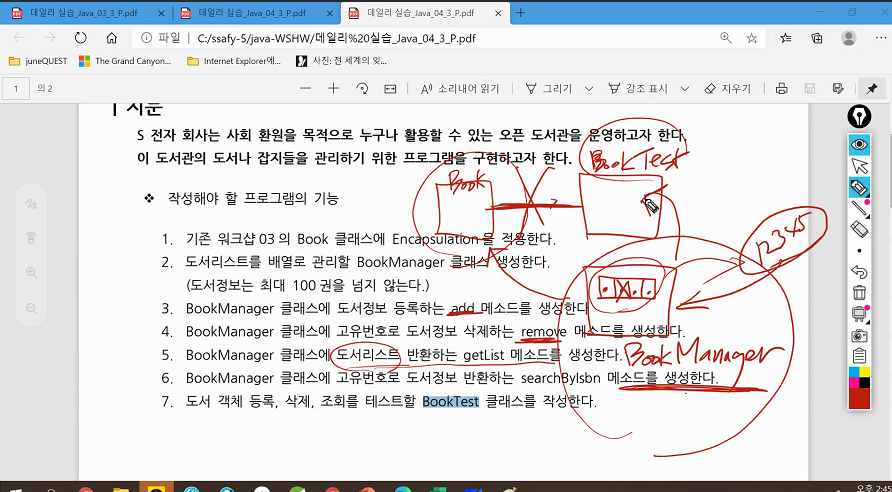 데일리 실습_Java_03_3_P.pdf
데일리 실습_Java_04_3_P.pdf
데일리 실습_Java_04_3_P.pdf
파일 | C:/ssafy-5/java-WSHW/데일리%20실습_Java_04_3_P.pdf
juneQUEST
The Grand Canyon...
Internet Explorer에...
사진: 전 세계의 잊...
1 의 2
소리내어 읽기
그리기
강조 표시
지우기
S 전자 회사는 사회 환원을 목적으로 누구나 활용할 수 있는 오픈 도서관을 운영하고자 한다.
이 도서관의 도서나 잡지들을 관리하기 위한 프로그램을 구현하고자 한다.
Book
BookTest
❖ 작성해야 할 프로그램의 기능
1. 기존 워크샵 03 의 Book 클래스에 Encapsulation 을 적용한다.
12345
2. 도서리스트를 배열로 관리할 BookManager 클래스 생성한다.
(도서정보는 최대 100 권을 넘지 않는다.)
3. BookManager 클래스에 도서정보 등록하는 add 메소드를 생성한다
4. BookManager 클래스에 고유번호로 도서정보 삭제하는 remove 메소드를 생성한다.
5. BookManager 클래스에 도서리스트 반환하는 getList 메소드를 생성한다.
BookManager
6. BookManager 클래스에 고유번호로 도서정보 반환하는 searchByIsbn 메소드를 생성한다.
7. 도서 객체 등록, 삭제, 조회를 테스트할 BookTest 클래스를 작성한다.
오후 2:45